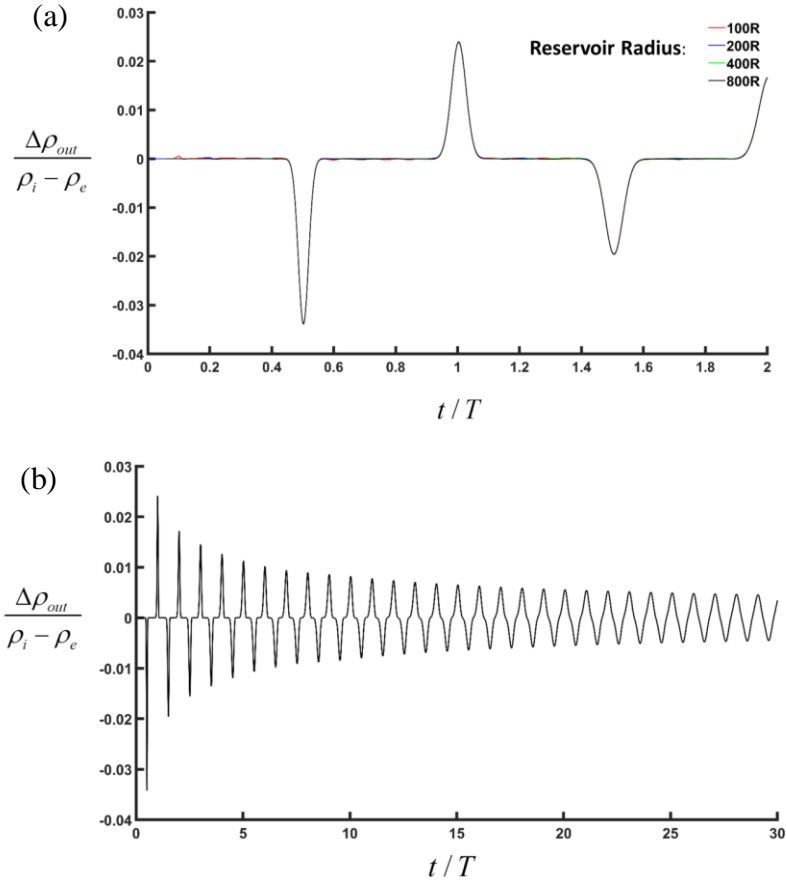 (a)
0.03
0.02
0.01
0
-0.01
-0.02
-0.03
-0.04
Δρout
ρi − ρe
Reservoir Radius:
100R
200R
400R
800R
0 0.2 0.4 0.6 0.8 1 1.2 1.4 1.6 1.8 2
t / T
(b)
0.03
0.02
0.01
0
-0.01
-0.02
-0.03
-0.04
Δρout
ρi − ρe
0 5 10 15 20 25 30
t / T